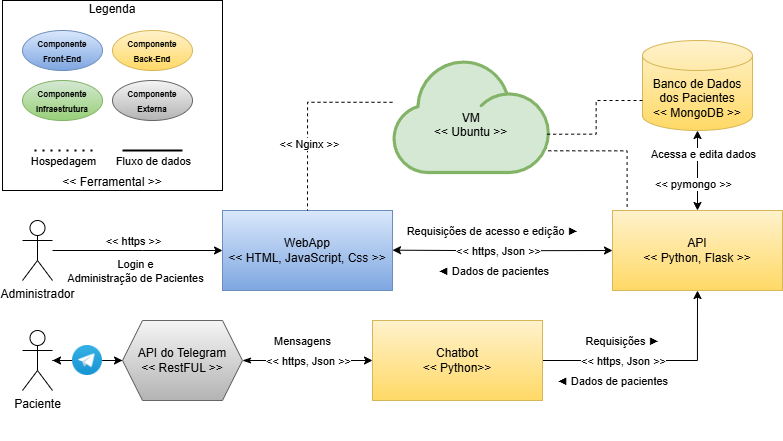 Legenda
Componente
Front-End
Componente
Back-End
Componente
Infraestrutura
Componente
Externa
Hospedagem
Fluxo de dados
<< Ferramental >>
VM
<< Ubuntu >>
Banco de Dados
dos Pacientes
<< MongoDB >>
<< Nginx >>
Acessa e edita dados
<< pymongo >>
Administrador
<< https >>
Login e
Administração de Pacientes
WebApp
<< HTML, JavaScript, Css >>
Requisições de acesso e edição ►
<< https, Json >>
◄ Dados de pacientes
API
<< Python, Flask >>
Paciente
API do Telegram
<< RestFUL >>
Mensagens
<< https, Json >>
Chatbot
<< Python>>
Requisições ►
<< https, Json >>
◄ Dados de pacientes